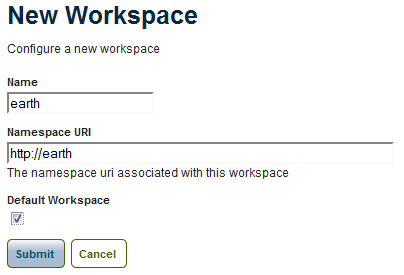 New Workspace
Configure a new workspace
Name
earth
Namespace URI
http://earth
The namespace uri associated with this workspace
Default Workspace
Submit Cancel